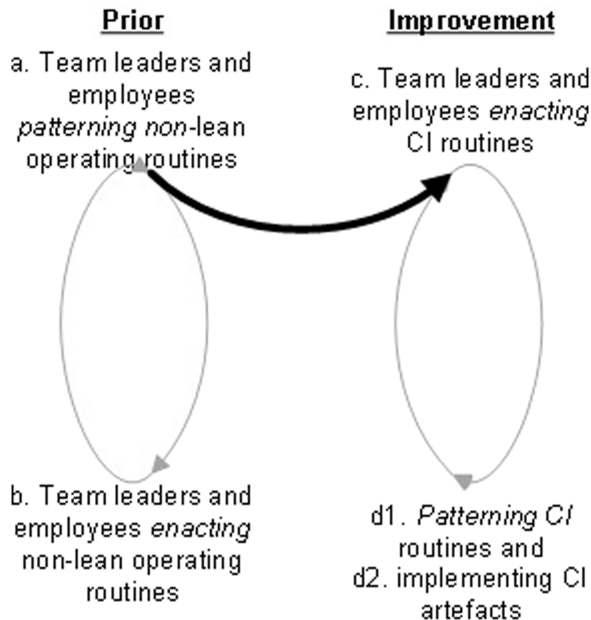 Prior
a. Team leaders and
employees
patterning non-lean
operating routines
Improvement
c. Team leaders and
employees enacting
CI routines
b. Team leaders and
employees enacting
non-lean operating
routines
d1. Patterning CI
routines and
d2. implementing CI
artefacts